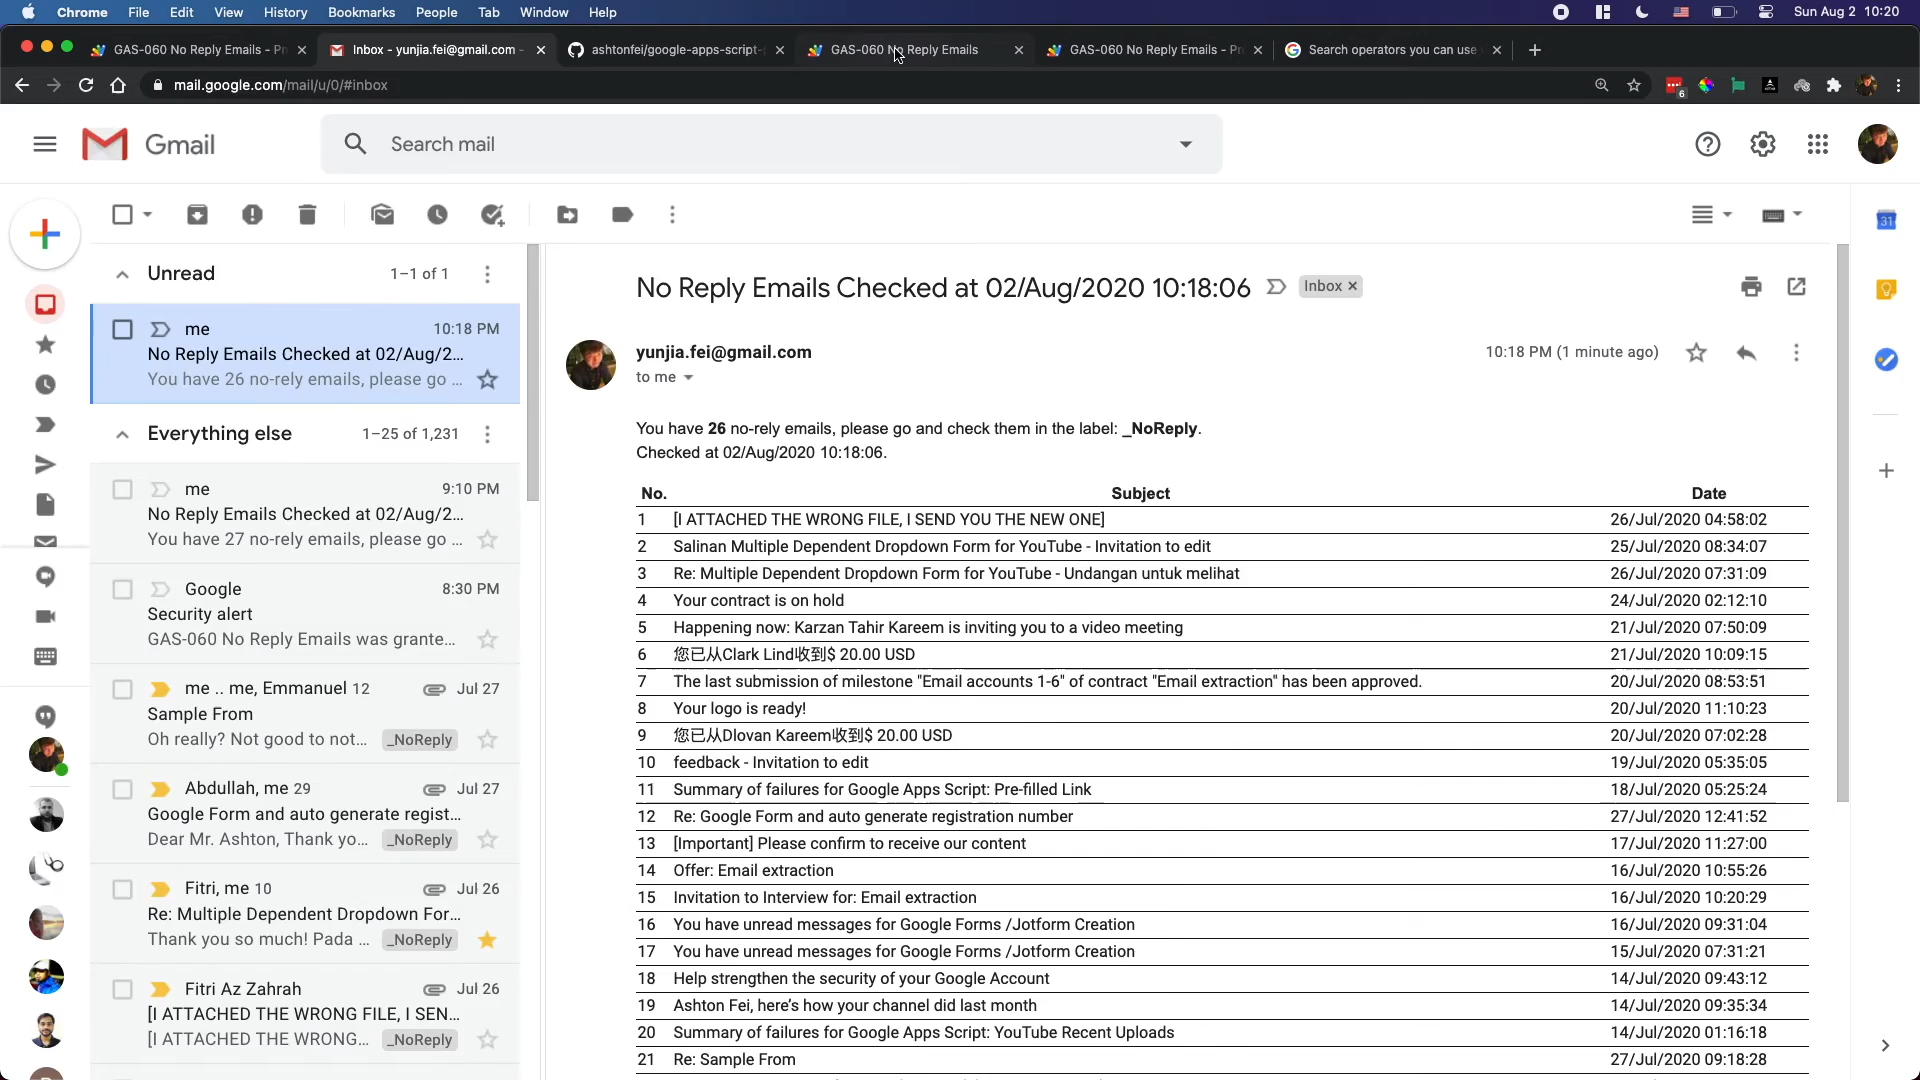 Chrome File Edit View History Bookmarks People Tab Window Help
Sun Aug 2 10:20
GAS-060 No Reply Emails - Pr
Inbox - yunjia.fei@gmail.com -
ashtonfei/google-apps-script-
GAS-060 No Reply Emails
GAS-060 No Reply Emails - Pr
Search operators you can use
mail.google.com/mail/u/0/#inbox
6
Gmail
Search mail
31
Unread
1–1 of 1
me
10:18 PM
No Reply Emails Checked at 02/Aug/2...
You have 26 no-rely emails, please go ...
Everything else
1–25 of 1,231
me
9:10 PM
No Reply Emails Checked at 02/Aug/2...
You have 27 no-rely emails, please go ...
Google
8:30 PM
Security alert
GAS-060 No Reply Emails was grante...
me .. me, Emmanuel 12
Jul 27
Sample From
Oh really? Not good to not... _NoReply
Abdullah, me 29
Jul 27
Google Form and auto generate regist...
Dear Mr. Ashton, Thank yo... _NoReply
Fitri, me 10
Jul 26
Re: Multiple Dependent Dropdown For...
Thank you so much! Pada ... _NoReply
Fitri Az Zahrah
Jul 26
[I ATTACHED THE WRONG FILE, I SEN...
[I ATTACHED THE WRONG... _NoReply
No Reply Emails Checked at 02/Aug/2020 10:18:06
Inbox ×
yunjia.fei@gmail.com
10:18 PM (1 minute ago)
to me
You have 26 no-rely emails, please go and check them in the label: _NoReply.
Checked at 02/Aug/2020 10:18:06.
No. Subject Date
1 [I ATTACHED THE WRONG FILE, I SEND YOU THE NEW ONE] 26/Jul/2020 04:58:02
2 Salinan Multiple Dependent Dropdown Form for YouTube - Invitation to edit 25/Jul/2020 08:34:07
3 Re: Multiple Dependent Dropdown Form for YouTube - Undangan untuk melihat 26/Jul/2020 07:31:09
4 Your contract is on hold 24/Jul/2020 02:12:10
5 Happening now: Karzan Tahir Kareem is inviting you to a video meeting 21/Jul/2020 07:50:09
6 您已从Clark Lind收到$ 20.00 USD 21/Jul/2020 10:09:15
7 The last submission of milestone "Email accounts 1-6" of contract "Email extraction" has been approved. 20/Jul/2020 08:53:51
8 Your logo is ready! 20/Jul/2020 11:10:23
9 您已从Dlovan Kareem收到$ 20.00 USD 20/Jul/2020 07:02:28
10 feedback - Invitation to edit 19/Jul/2020 05:35:05
11 Summary of failures for Google Apps Script: Pre-filled Link 18/Jul/2020 05:25:24
12 Re: Google Form and auto generate registration number 27/Jul/2020 12:41:52
13 [Important] Please confirm to receive our content 17/Jul/2020 11:27:00
14 Offer: Email extraction 16/Jul/2020 10:55:26
15 Invitation to Interview for: Email extraction 16/Jul/2020 10:20:29
16 You have unread messages for Google Forms /Jotform Creation 16/Jul/2020 09:31:04
17 You have unread messages for Google Forms /Jotform Creation 15/Jul/2020 07:31:21
18 Help strengthen the security of your Google Account 14/Jul/2020 09:43:12
19 Ashton Fei, here's how your channel did last month 14/Jul/2020 09:35:34
20 Summary of failures for Google Apps Script: YouTube Recent Uploads 14/Jul/2020 01:16:18
21 Re: Sample From 27/Jul/2020 09:18:28